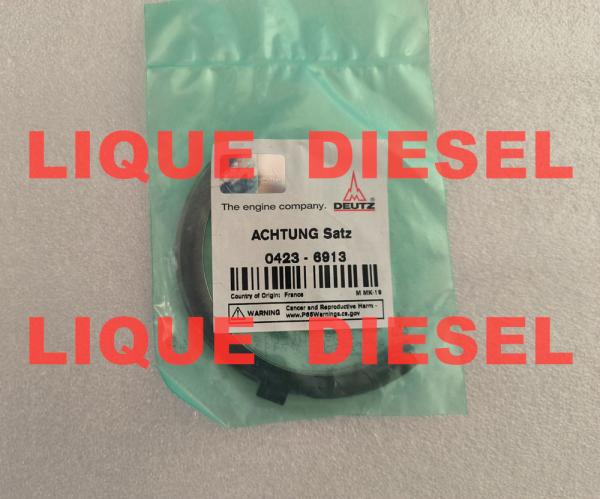 LIQUE DIESEL
The engine company. DEUTZ®
ACHTUNG Satz
0423 - 6913
Country of Origin: France M MK-19
WARNING Cancer and Reproductive Harm -
www.P65Warnings.ca.gov
LIQUE DIESEL